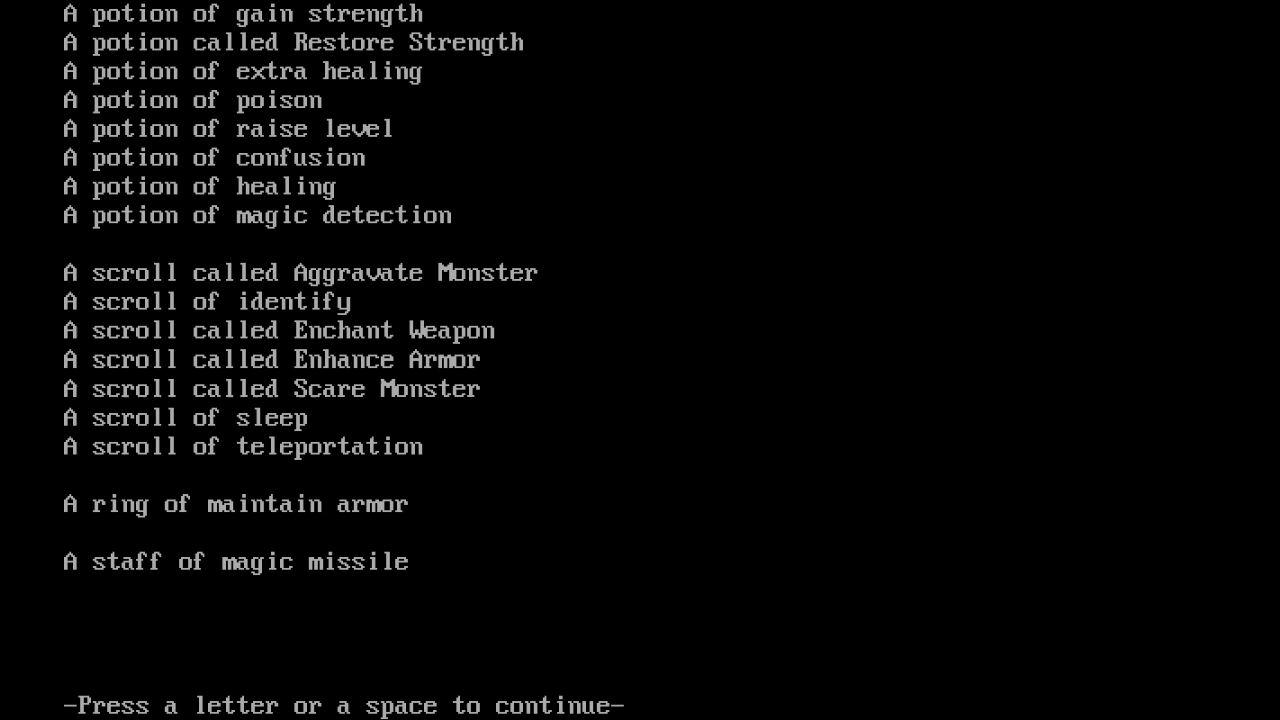 A potion of gain strength
A potion called Restore Strength
A potion of extra healing
A potion of poison
A potion of raise level
A potion of confusion
A potion of healing
A potion of magic detection
A scroll called Aggravate Monster
A scroll of identify
A scroll called Enchant Weapon
A scroll called Enhance Armor
A scroll called Scare Monster
A scroll of sleep
A scroll of teleportation
A ring of maintain armor
A staff of magic missile
-Press a letter or a space to continue-